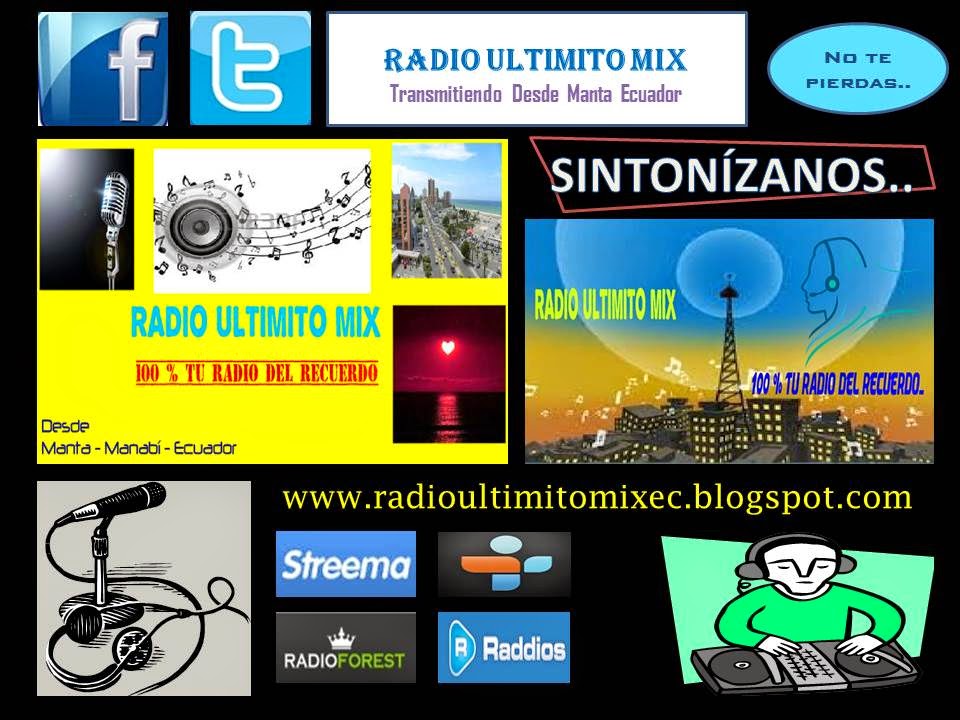 f
t
RADIO ULTIMITO MIX
Transmitiendo Desde Manta Ecuador
NO TE
PIERDAS..
SINTONÍZANOS..
RADIO ULTIMITO MIX
100 % TU RADIO DEL RECUERDO
Desde
Manta - Manabí - Ecuador
RADIO ULTIMITO MIX
100 % TU RADIO DEL RECUERDO..
www.radioultimitomixec.blogspot.com
Streema
RADIOFOREST
R Raddios